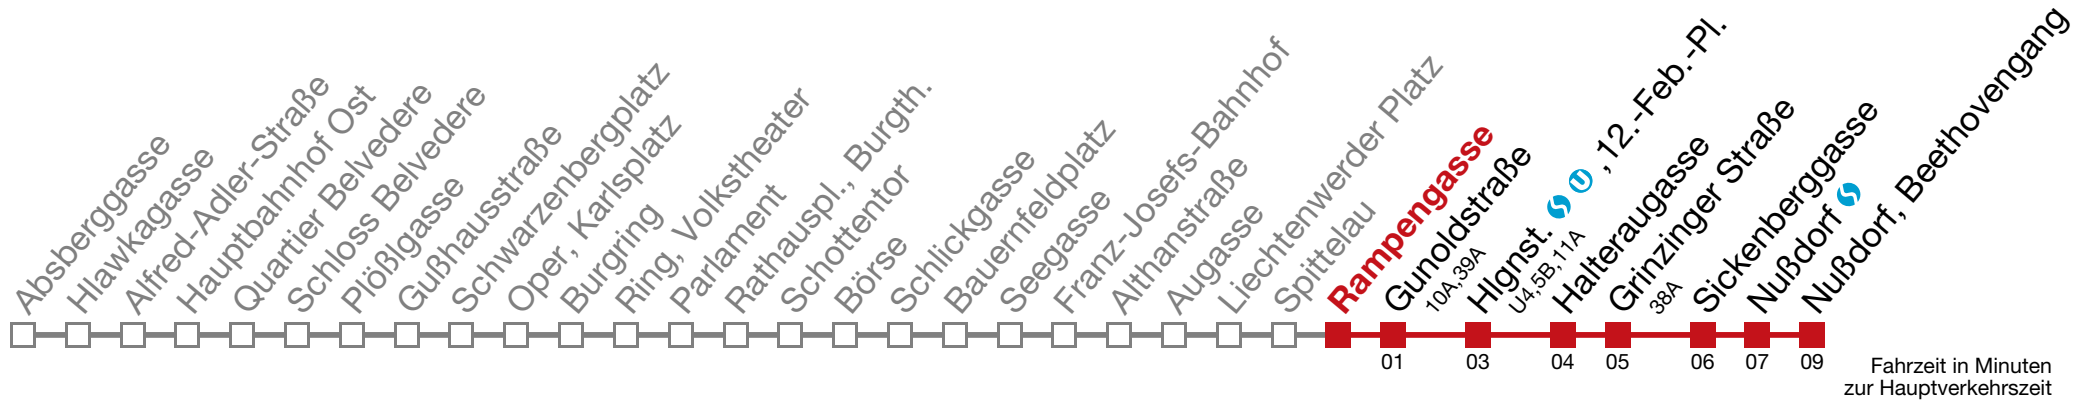 Absberggasse
Hlawkagasse
Alfred-Adler-Straße
Hauptbahnhof Ost
Quartier Belvedere
Schloss Belvedere
Plößlgasse
Gußhausstraße
Schwarzenbergplatz
Oper, Karlsplatz
Burgring
Ring, Volkstheater
Parlament
Rathauspl., Burgth.
Schottentor
Börse
Schlickgasse
Bauernfeldplatz
Seegasse
Franz-Josefs-Bahnhof
Althanstraße
Augasse
Liechtenwerder Platz
Spittelau
Rampengasse
Gunoldstraße
10A,39A
Hlgnst. S U ,12.-Feb.-Pl.
U4,5B,11A
Halteraugasse
Grinzinger Straße
38A
Sickenberggasse
Nußdorf S
Nußdorf, Beethovengang
01 03 04 05 06 07 09
Fahrzeit in Minuten
zur Hauptverkehrszeit